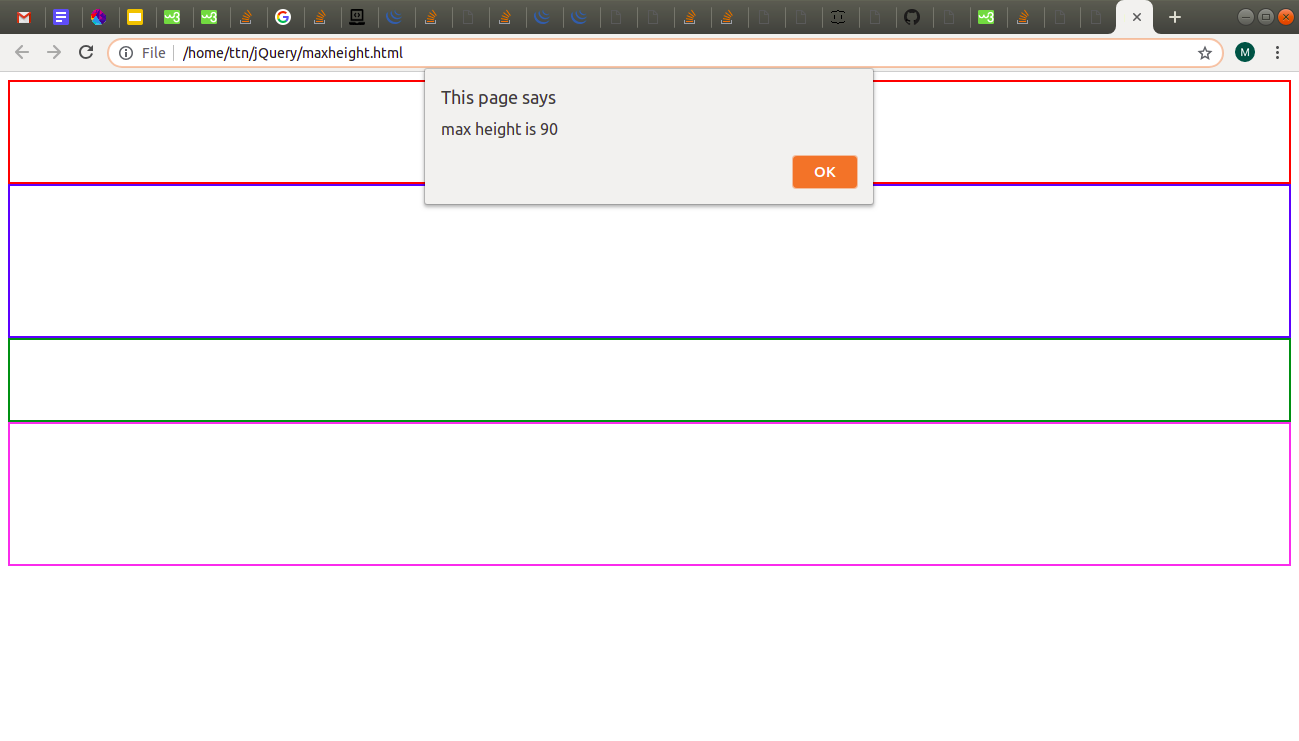 File /home/ttn/jQuery/maxheight.html
M
This page says
max height is 90
OK